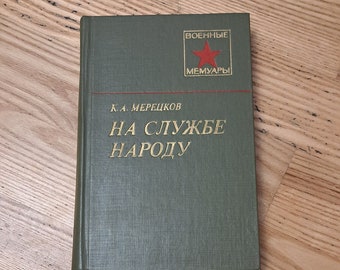 ВОЕННЫЕ
МЕМУАРЫ
К. А. МЕРЕЦКОВ
НА СЛУЖБЕ
НАРОДУ